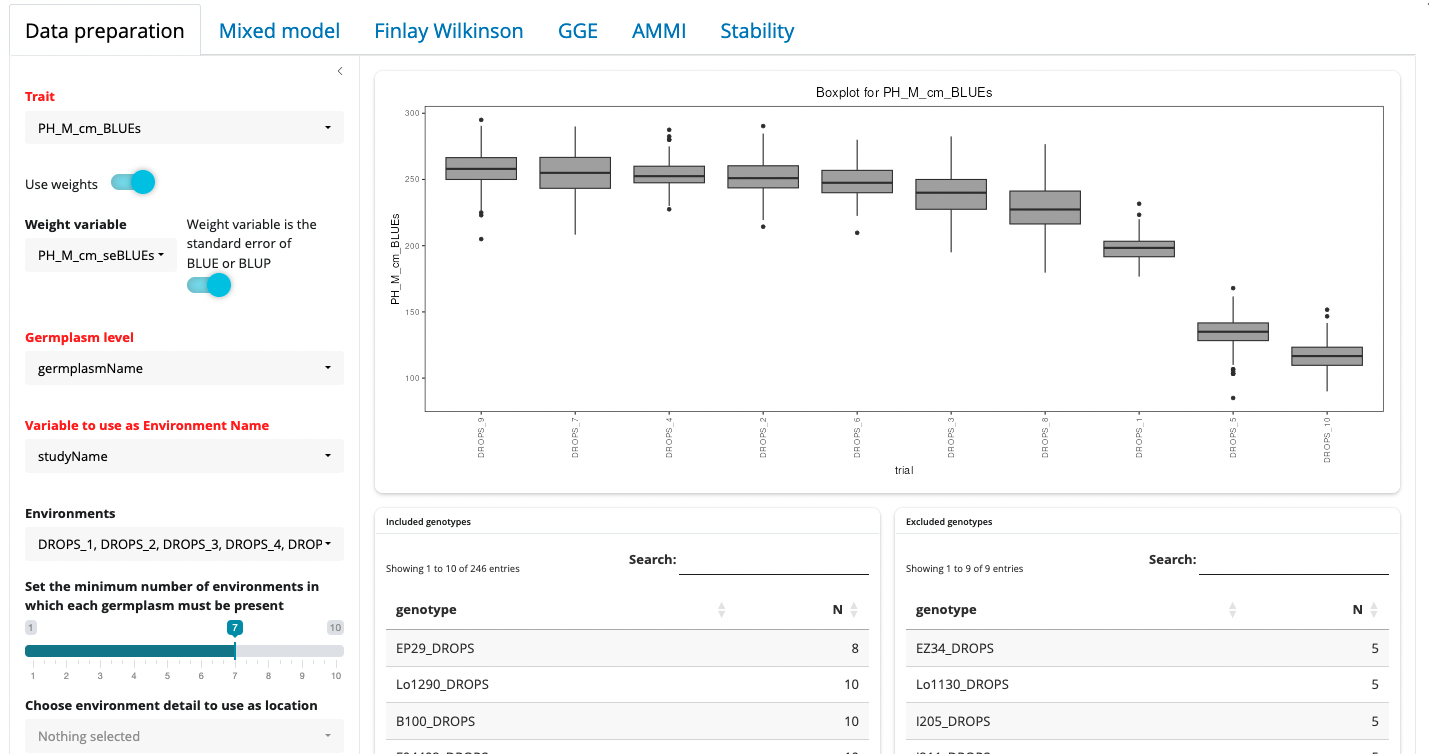 Data preparation Mixed model Finlay Wilkinson GGE AMMI Stability
Trait
PH_M_cm_BLUEs
Use weights
Weight variable
PH_M_cm_seBLUEs
Weight variable is the
standard error of
BLUE or BLUP
Germplasm level
germplasmName
Variable to use as Environment Name
studyName
Environments
DROPS_1, DROPS_2, DROPS_3, DROPS_4, DROP
Set the minimum number of environments in
which each germplasm must be present
1 7 10
1 2 3 4 5 6 7 8 9 10
Choose environment detail to use as location
Nothing selected
Boxplot for PH_M_cm_BLUEs
PH_M_cm_BLUEs
300
250
200
150
100
DROPS_9 DROPS_7 DROPS_4 DROPS_2 DROPS_6 DROPS_3 DROPS_8 DROPS_1 DROPS_5 DROPS_10
trial
Included genotypes
Showing 1 to 10 of 246 entries Search:
genotype N
EP29_DROPS 8
Lo1290_DROPS 10
B100_DROPS 10
Excluded genotypes
Showing 1 to 9 of 9 entries Search:
genotype N
EZ34_DROPS 5
Lo1130_DROPS 5
I205_DROPS 5